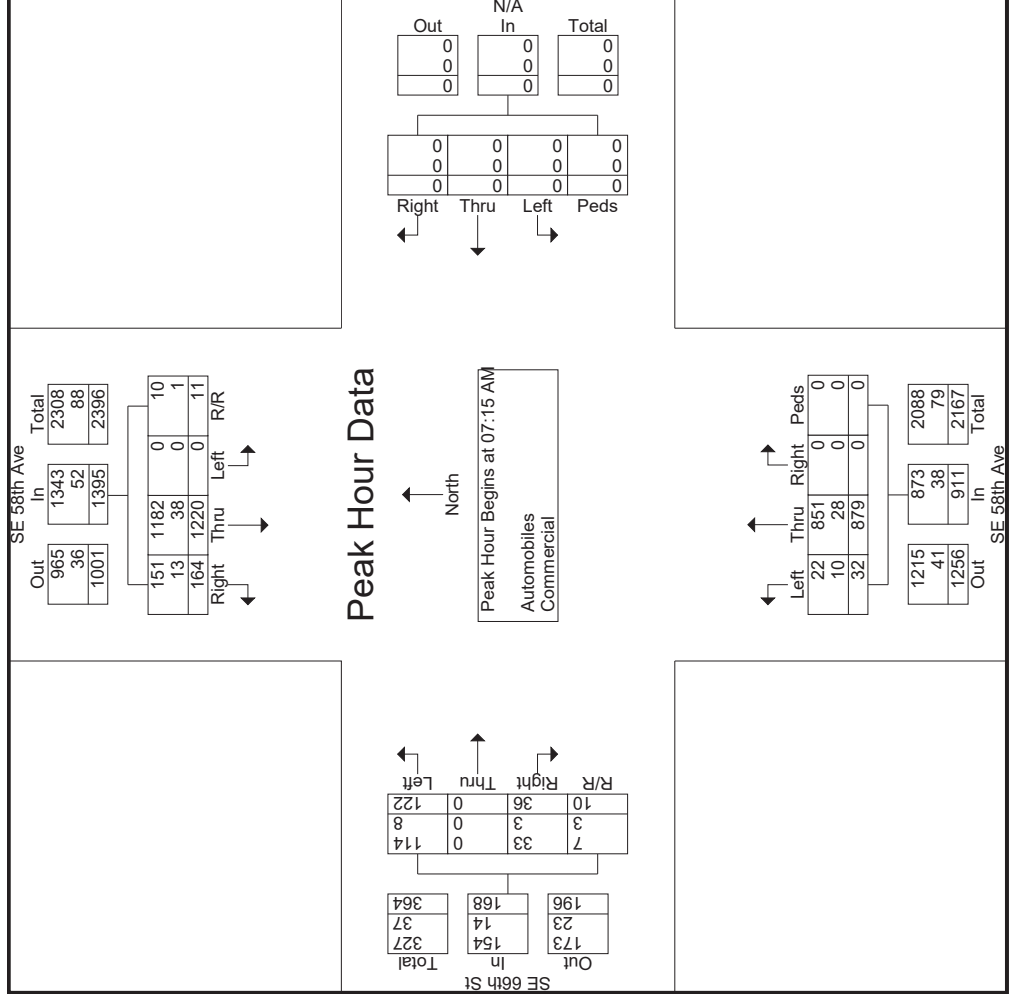 N/A
Out In Total
0 0 0
0 0 0
0 0 0
0 0 0 0
0 0 0 0
0 0 0 0
Right Thru Left Peds
SE 58th Ave
Out In Total
965 1343 2308
36 52 88
1001 1395 2396
151 1182 0 10
13 38 0 1
164 1220 0 11
Right Thru Left R/R
Peak Hour Data
North
Peak Hour Begins at 07:15 AM
Automobiles
Commercial
Left Thru Right Peds
22 851 0 0
10 28 0 0
32 879 0 0
1215 873 2088
41 38 79
1256 911 2167
Out In Total
SE 58th Ave
SE 66th St
Out In Total
173 154 327
23 14 37
196 168 364
7 33 0 114
3 3 0 8
10 36 0 122
R/R Right Thru Left